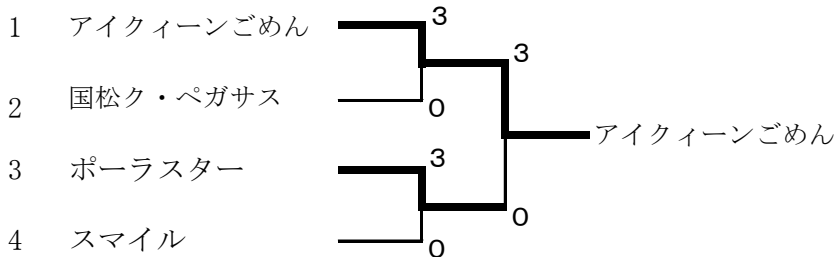 1 アイクィーンごめん 3
3
2 国松ク・ペガサス 0
アイクィーンごめん
3 ポーラスター 3
0
4 スマイル 0